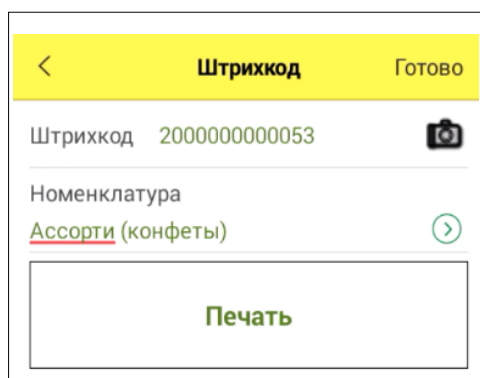 Штрихкод Готово
Штрихкод 2000000000053
Номенклатура
Ассорти (конфеты)
Печать